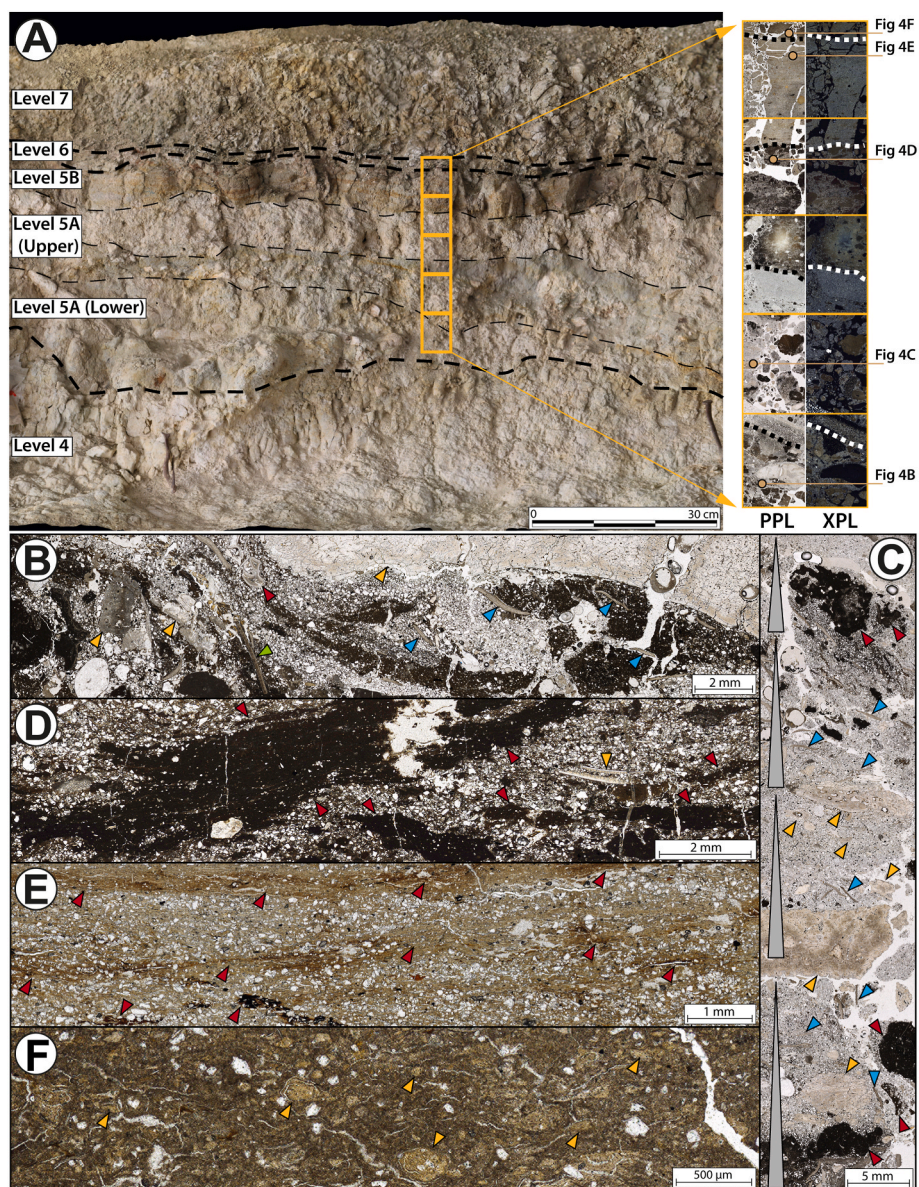 A
Level 7
Level 6
Level 5B
Level 5A
(Upper)
Level 5A (Lower)
Level 4
0 30 cm
Fig 4F
Fig 4E
Fig 4D
Fig 4C
Fig 4B
PPL XPL
B
2 mm
C
D
2 mm
E
1 mm
F
500 µm
5 mm